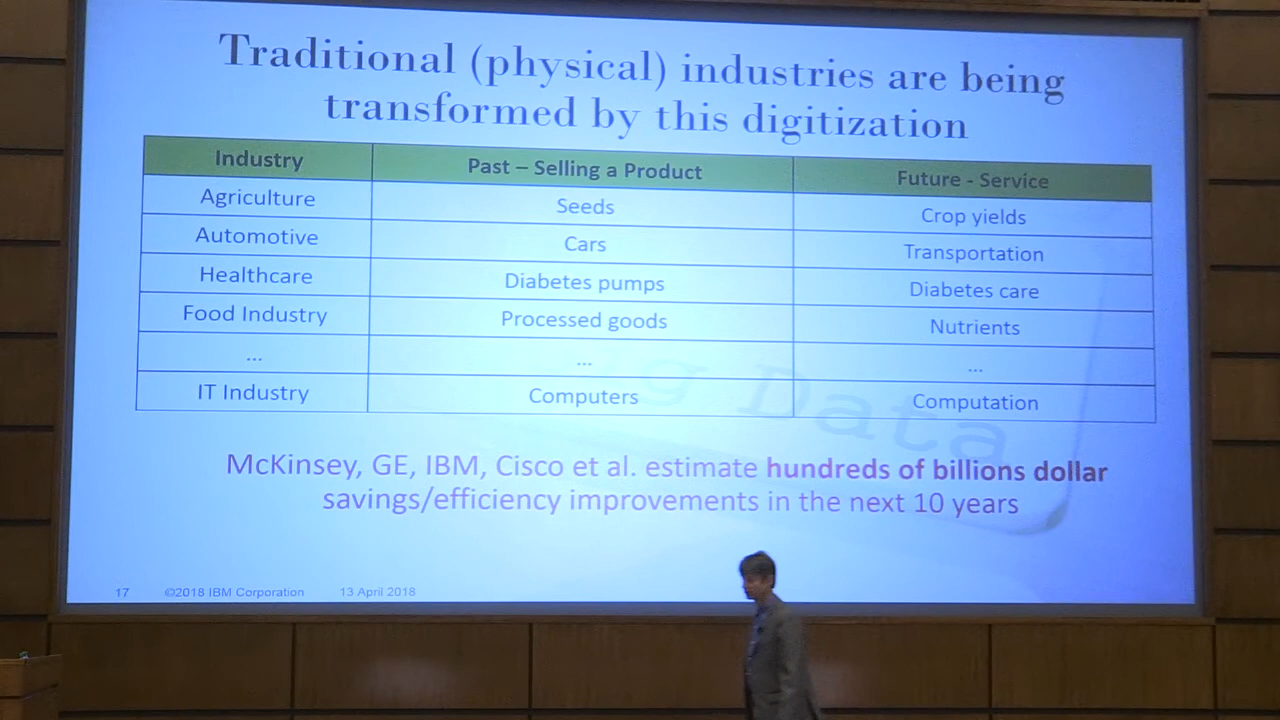 Traditional (physical) industries are being
transformed by this digitization
Industry Past – Selling a Product Future - Service
Agriculture Seeds Crop yields
Automotive Cars Transportation
Healthcare Diabetes pumps Diabetes care
Food Industry Processed goods Nutrients
... ... ...
IT Industry Computers Computation
g Data
McKinsey, GE, IBM, Cisco et al. estimate hundreds of billions dollar
savings/efficiency improvements in the next 10 years
17 ©2018 IBM Corporation 13 April 2018